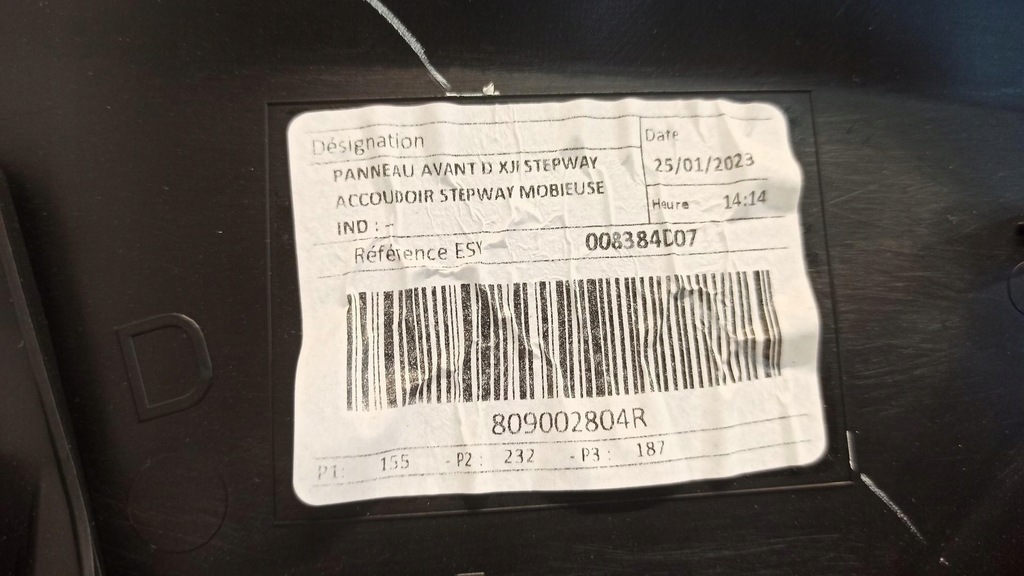 Désignation
Date
PANNEAU AVANT D XJI STEPWAY
25/01/2023
ACCOUDOIR STEPWAY MOBIEUSE
Heure 14:14
IND : -
Référence ESY 008384D07
809002804R
P1: 155 - P2 : 232 - P3 : 187
D